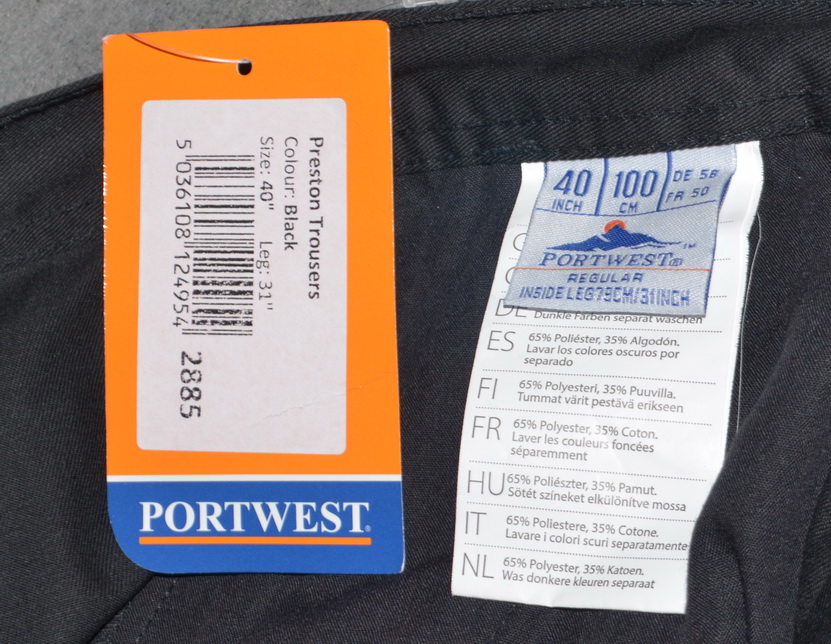 Preston Trousers
Colour: Black
Size: 40" Leg: 31"
5 036108 124954
2885
PORTWEST®
40 INCH
100 CM
DE 56
FR 50
PORTWEST® ™
REGULAR
INSIDE LEG 79CM/31INCH
DE
Dunkle Farben separat waschen
ES 65% Poliéster, 35% Algodón.
Lavar los colores oscuros por
separado
FI 65% Polyesteri, 35% Puuvilla.
Tummat värit pestävä erikseen
FR 65% Polyester, 35% Coton.
Laver les couleurs foncées
séparemment
HU 65% Poliészter, 35% Pamut.
Sötét színeket elkülönítve mossa
IT 65% Poliestere, 35% Cotone.
Lavare i colori scuri separatamente
NL 65% Polyester, 35% Katoen.
Was donkere kleuren separaat